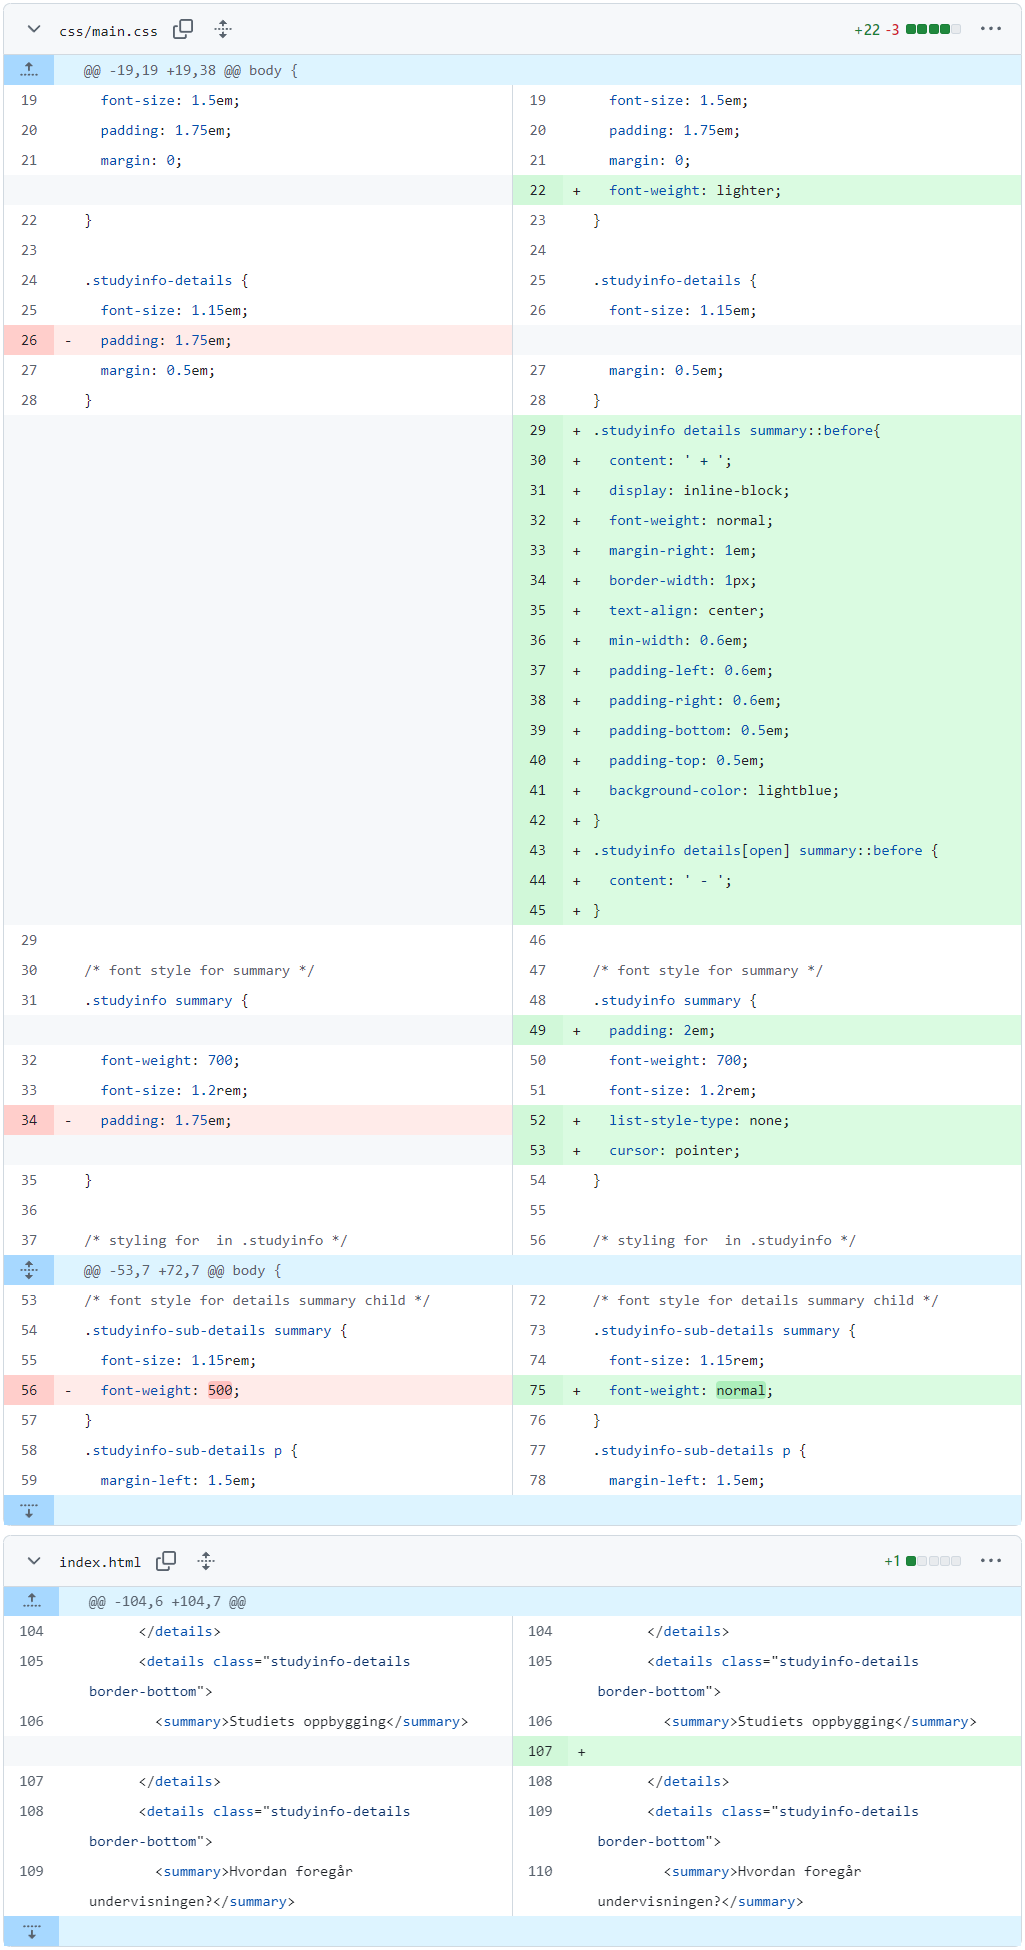 css/main.css +22 -3
@@ -19,19 +19,38 @@ body {
19 font-size: 1.5em; 19 font-size: 1.5em;
20 padding: 1.75em; 20 padding: 1.75em;
21 margin: 0; 21 margin: 0;
22 + font-weight: lighter;
22 } 23 }
23 24
24 .studyinfo-details { 25 .studyinfo-details {
25 font-size: 1.15em; 26 font-size: 1.15em;
26 - padding: 1.75em;
27 margin: 0.5em; 27 margin: 0.5em;
28 } 28 }
29 + .studyinfo details summary::before{
30 + content: ' + ';
31 + display: inline-block;
32 + font-weight: normal;
33 + margin-right: 1em;
34 + border-width: 1px;
35 + text-align: center;
36 + min-width: 0.6em;
37 + padding-left: 0.6em;
38 + padding-right: 0.6em;
39 + padding-bottom: 0.5em;
40 + padding-top: 0.5em;
41 + background-color: lightblue;
42 + }
43 + .studyinfo details[open] summary::before {
44 + content: ' - ';
45 + }
29 46
30 /* font style for summary */ 47 /* font style for summary */
31 .studyinfo summary { 48 .studyinfo summary {
49 + padding: 2em;
32 font-weight: 700; 50 font-weight: 700;
33 font-size: 1.2rem; 51 font-size: 1.2rem;
34 - padding: 1.75em; 52 + list-style-type: none;
53 + cursor: pointer;
35 } 54 }
36 55
37 /* styling for  in .studyinfo */ 56 /* styling for  in .studyinfo */
@@ -53,7 +72,7 @@ body {
53 /* font style for details summary child */ 72 /* font style for details summary child */
54 .studyinfo-sub-details summary { 73 .studyinfo-sub-details summary {
55 font-size: 1.15rem; 74 font-size: 1.15rem;
56 - font-weight: 500; 75 + font-weight: normal;
57 } 76 }
58 .studyinfo-sub-details p { 77 .studyinfo-sub-details p {
59 margin-left: 1.5em; 78 margin-left: 1.5em;
index.html +1
@@ -104,6 +104,7 @@
104 </details> 104 </details>
105 <details class="studyinfo-details 105 <details class="studyinfo-details
border-bottom"> border-bottom">
106 <summary>Studiets oppbygging</summary> 106 <summary>Studiets oppbygging</summary>
107 +
107 </details> 108 </details>
108 <details class="studyinfo-details 109 <details class="studyinfo-details
border-bottom"> border-bottom">
109 <summary>Hvordan foregår 110 <summary>Hvordan foregår
undervisningen?</summary> undervisningen?</summary>